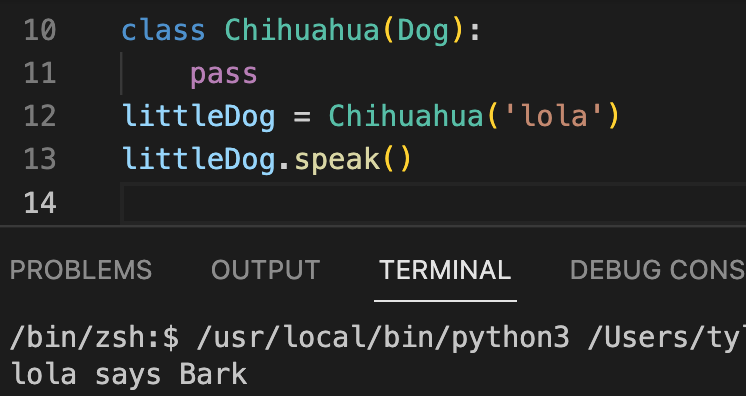 10 class Chihuahua(Dog):
11     pass
12 littleDog = Chihuahua('lola')
13 littleDog.speak()
14
PROBLEMS OUTPUT TERMINAL DEBUG CONS
/bin/zsh:$ /usr/local/bin/python3 /Users/tyl
lola says Bark